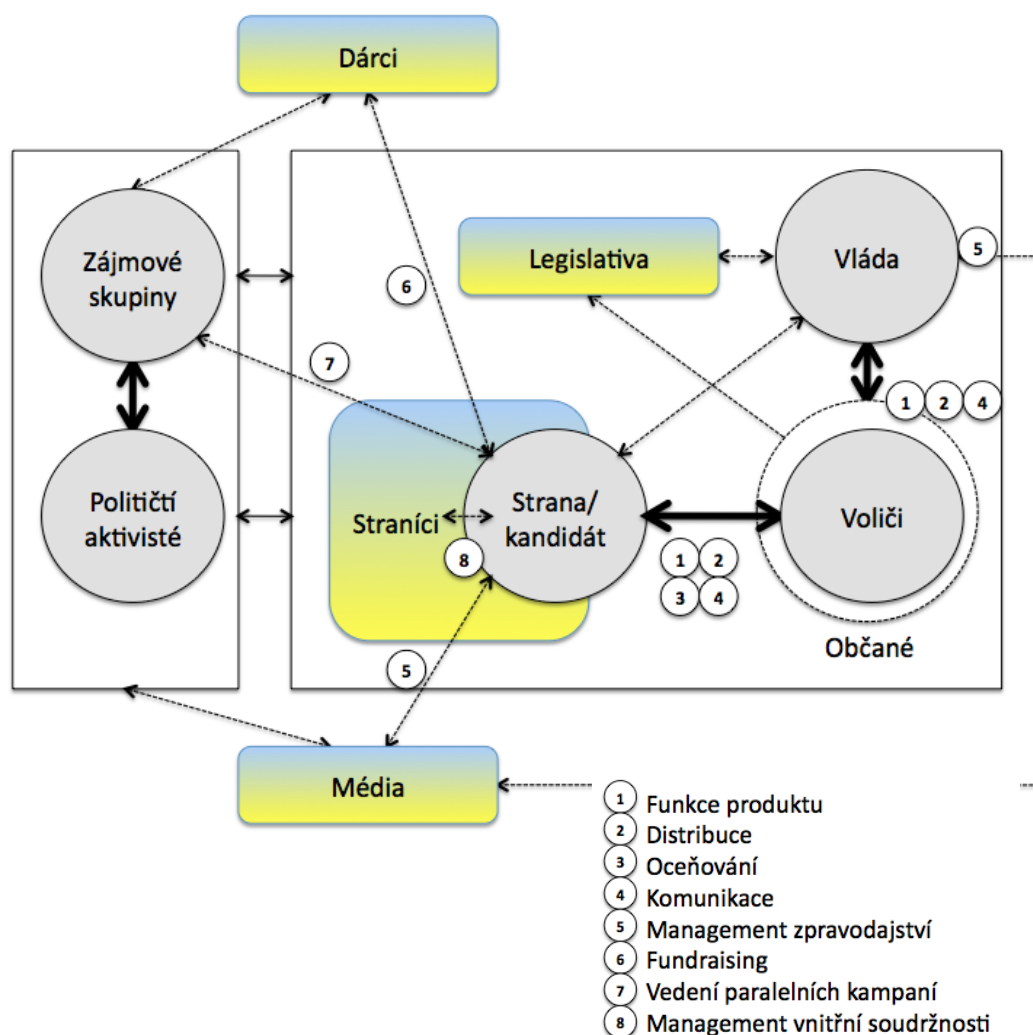 Dárci
Zájmové
skupiny
Legislativa
Vláda
5
6
7
1 2 4
Političtí
aktivisté
Straníci
Strana/
kandidát
Voliči
8
1 2
3 4
Občané
5
Média
1 Funkce produktu
2 Distribuce
3 Oceňování
4 Komunikace
5 Management zpravodajství
6 Fundraising
7 Vedení paralelních kampaní
8 Management vnitřní soudržnosti